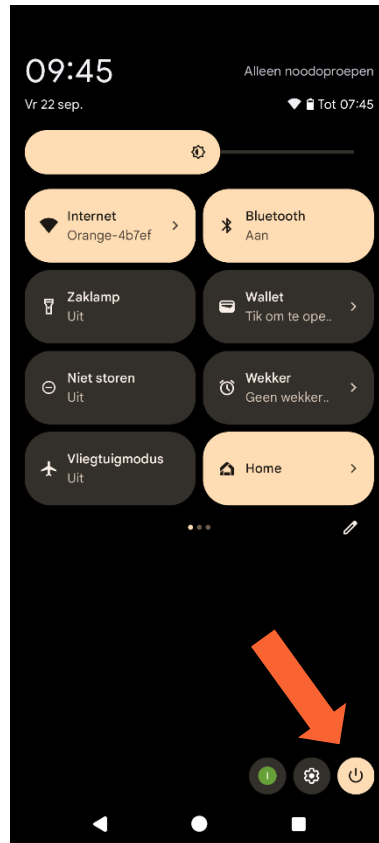 09:45
Alleen noodoproepen
Vr 22 sep.
Tot 07:45
Internet
Orange-4b7ef
Bluetooth
Aan
Zaklamp
Uit
Wallet
Tik om te ope..
Niet storen
Uit
Wekker
Geen wekker..
Vliegtuigmodus
Uit
Home